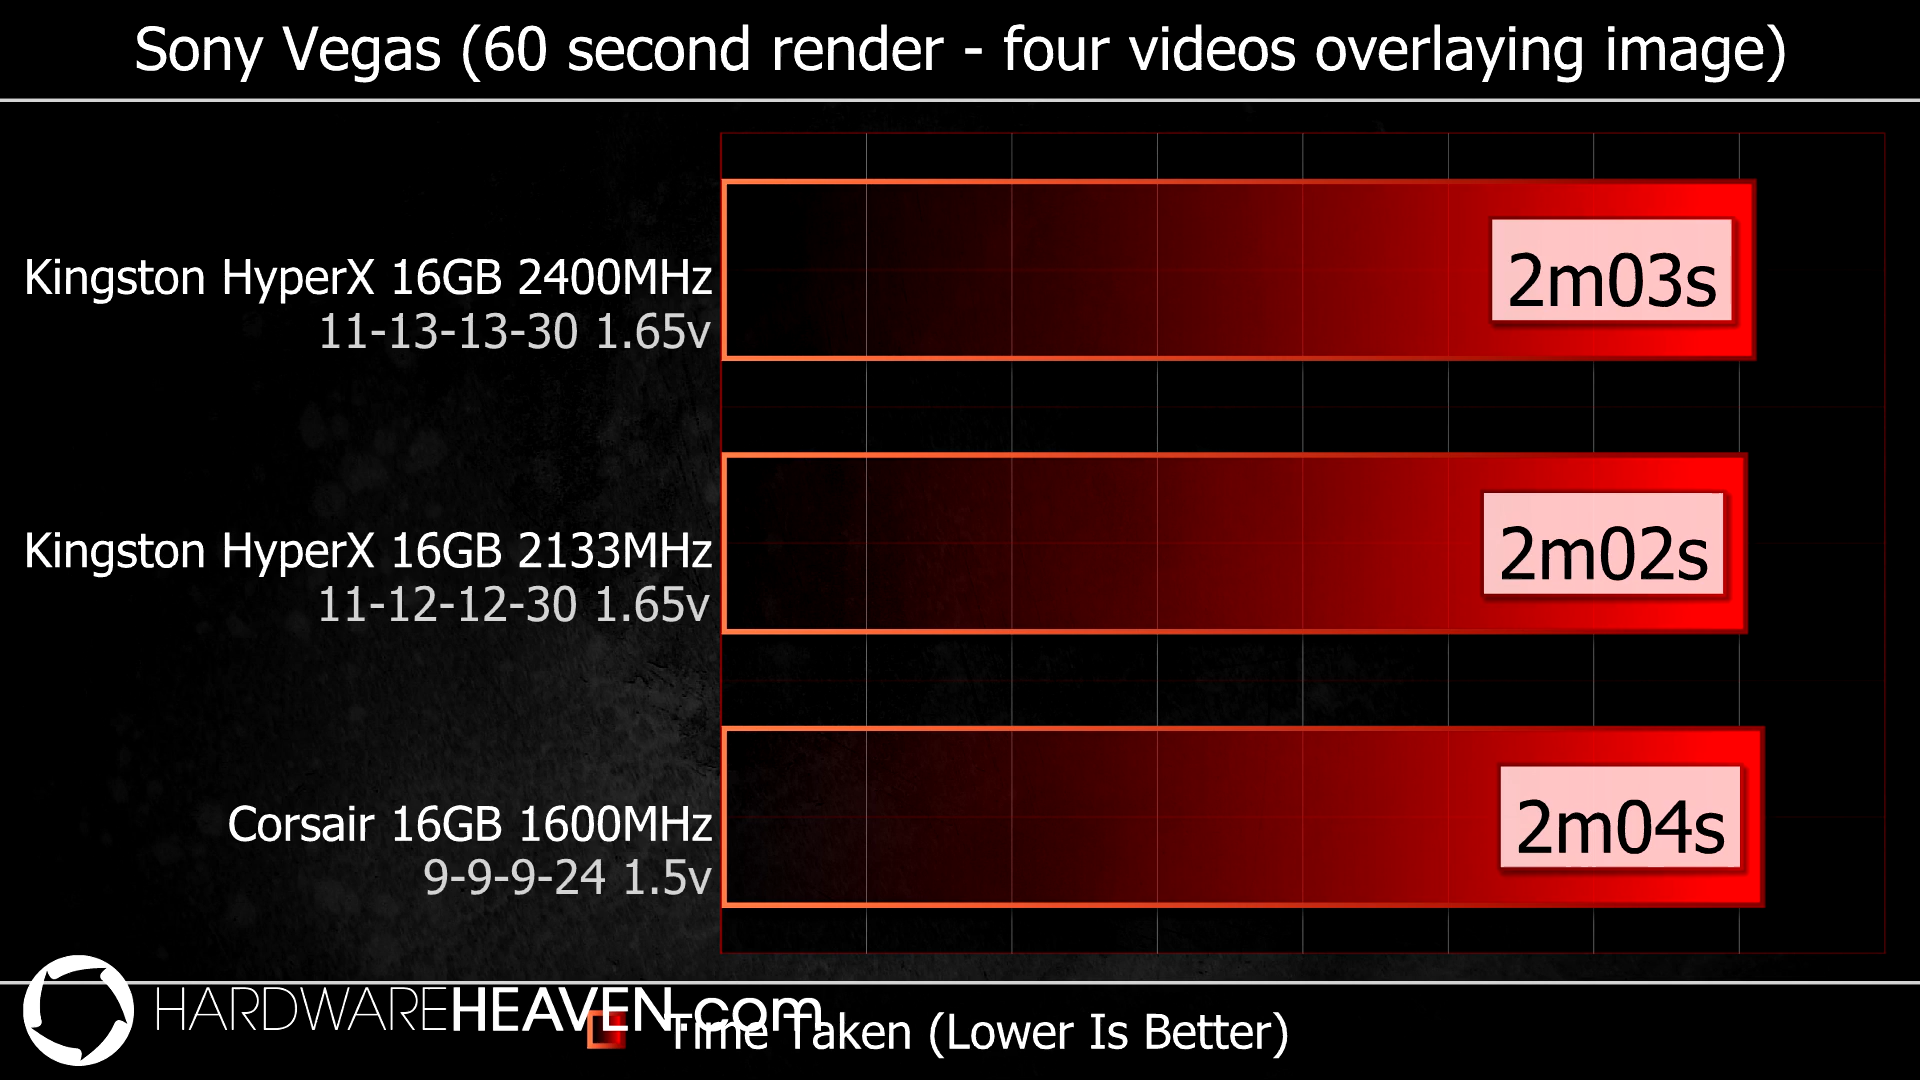 Sony Vegas (60 second render - four videos overlaying image)
Kingston HyperX 16GB 2400MHz
11-13-13-30 1.65v
2m03s
Kingston HyperX 16GB 2133MHz
11-12-12-30 1.65v
2m02s
Corsair 16GB 1600MHz
9-9-9-24 1.5v
2m04s
HARDWAREHEAVEN.com
Time Taken (Lower Is Better)